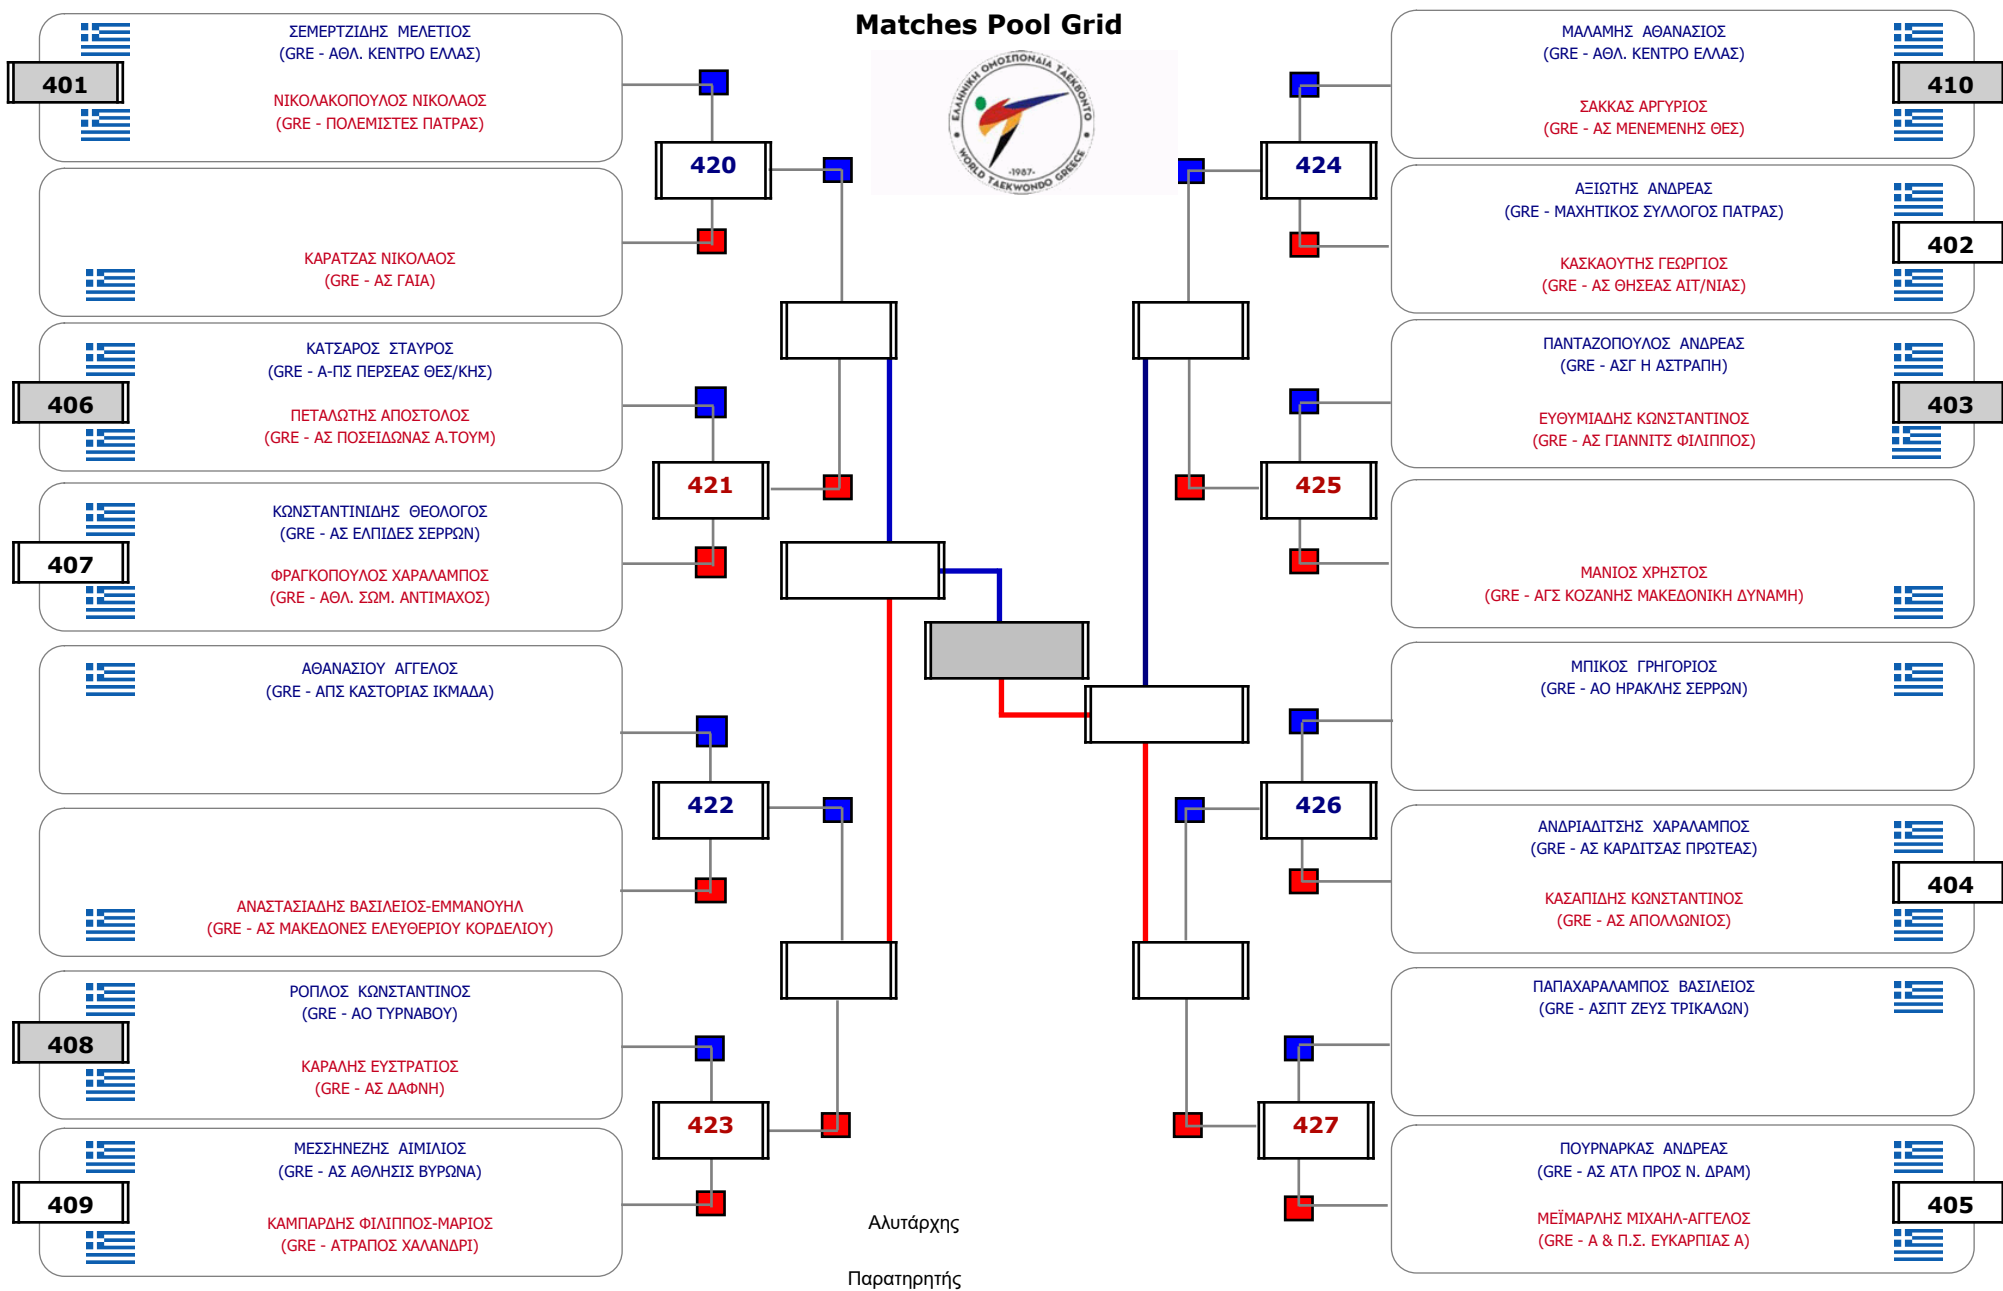 Matches Pool Grid
ΕΛΛΗΝΙΚΗ ΟΜΟΣΠΟΝΔΙΑ ΤΑΕΚΒΟΝΤΟ
-1987-
WORLD TAEKWONDO GREECE
401
ΣΕΜΕΡΤΖΙΔΗΣ ΜΕΛΕΤΙΟΣ
(GRE - ΑΘΛ. ΚΕΝΤΡΟ ΕΛΛΑΣ)
ΝΙΚΟΛΑΚΟΠΟΥΛΟΣ ΝΙΚΟΛΑΟΣ
(GRE - ΠΟΛΕΜΙΣΤΕΣ ΠΑΤΡΑΣ)
420
ΚΑΡΑΤΖΑΣ ΝΙΚΟΛΑΟΣ
(GRE - ΑΣ ΓΑΙΑ)
406
ΚΑΤΣΑΡΟΣ ΣΤΑΥΡΟΣ
(GRE - Α-ΠΣ ΠΕΡΣΕΑΣ ΘΕΣ/ΚΗΣ)
ΠΕΤΑΛΩΤΗΣ ΑΠΟΣΤΟΛΟΣ
(GRE - ΑΣ ΠΟΣΕΙΔΩΝΑΣ Α.ΤΟΥΜ)
421
407
ΚΩΝΣΤΑΝΤΙΝΙΔΗΣ ΘΕΟΛΟΓΟΣ
(GRE - ΑΣ ΕΛΠΙΔΕΣ ΣΕΡΡΩΝ)
ΦΡΑΓΚΟΠΟΥΛΟΣ ΧΑΡΑΛΑΜΠΟΣ
(GRE - ΑΘΛ. ΣΩΜ. ΑΝΤΙΜΑΧΟΣ)
ΑΘΑΝΑΣΙΟΥ ΑΓΓΕΛΟΣ
(GRE - ΑΠΣ ΚΑΣΤΟΡΙΑΣ ΙΚΜΑΔΑ)
422
ΑΝΑΣΤΑΣΙΑΔΗΣ ΒΑΣΙΛΕΙΟΣ-ΕΜΜΑΝΟΥΗΛ
(GRE - ΑΣ ΜΑΚΕΔΟΝΕΣ ΕΛΕΥΘΕΡΙΟΥ ΚΟΡΔΕΛΙΟΥ)
408
ΡΟΠΛΟΣ ΚΩΝΣΤΑΝΤΙΝΟΣ
(GRE - ΑΟ ΤΥΡΝΑΒΟΥ)
ΚΑΡΑΛΗΣ ΕΥΣΤΡΑΤΙΟΣ
(GRE - ΑΣ ΔΑΦΝΗ)
423
409
ΜΕΣΣΗΝΕΖΗΣ ΑΙΜΙΛΙΟΣ
(GRE - ΑΣ ΑΘΛΗΣΙΣ ΒΥΡΩΝΑ)
ΚΑΜΠΑΡΔΗΣ ΦΙΛΙΠΠΟΣ-ΜΑΡΙΟΣ
(GRE - ΑΤΡΑΠΟΣ ΧΑΛΑΝΔΡΙ)
410
ΜΑΛΑΜΗΣ ΑΘΑΝΑΣΙΟΣ
(GRE - ΑΘΛ. ΚΕΝΤΡΟ ΕΛΛΑΣ)
ΣΑΚΚΑΣ ΑΡΓΥΡΙΟΣ
(GRE - ΑΣ ΜΕΝΕΜΕΝΗΣ ΘΕΣ)
424
ΑΞΙΩΤΗΣ ΑΝΔΡΕΑΣ
(GRE - ΜΑΧΗΤΙΚΟΣ ΣΥΛΛΟΓΟΣ ΠΑΤΡΑΣ)
402
ΚΑΣΚΑΟΥΤΗΣ ΓΕΩΡΓΙΟΣ
(GRE - ΑΣ ΘΗΣΕΑΣ ΑΙΤ/ΝΙΑΣ)
ΠΑΝΤΑΖΟΠΟΥΛΟΣ ΑΝΔΡΕΑΣ
(GRE - ΑΣΓ Η ΑΣΤΡΑΠΗ)
403
ΕΥΘΥΜΙΑΔΗΣ ΚΩΝΣΤΑΝΤΙΝΟΣ
(GRE - ΑΣ ΓΙΑΝΝΙΤΣ ΦΙΛΙΠΠΟΣ)
425
ΜΑΝΙΟΣ ΧΡΗΣΤΟΣ
(GRE - ΑΓΣ ΚΟΖΑΝΗΣ ΜΑΚΕΔΟΝΙΚΗ ΔΥΝΑΜΗ)
ΜΠΙΚΟΣ ΓΡΗΓΟΡΙΟΣ
(GRE - ΑΟ ΗΡΑΚΛΗΣ ΣΕΡΡΩΝ)
426
ΑΝΔΡΙΑΔΙΤΣΗΣ ΧΑΡΑΛΑΜΠΟΣ
(GRE - ΑΣ ΚΑΡΔΙΤΣΑΣ ΠΡΩΤΕΑΣ)
404
ΚΑΣΑΠΙΔΗΣ ΚΩΝΣΤΑΝΤΙΝΟΣ
(GRE - ΑΣ ΑΠΟΛΛΩΝΙΟΣ)
ΠΑΠΑΧΑΡΑΛΑΜΠΟΣ ΒΑΣΙΛΕΙΟΣ
(GRE - ΑΣΠΤ ΖΕΥΣ ΤΡΙΚΑΛΩΝ)
427
ΠΟΥΡΝΑΡΚΑΣ ΑΝΔΡΕΑΣ
(GRE - ΑΣ ΑΤΛ ΠΡΟΣ Ν. ΔΡΑΜ)
405
ΜΕΪΜΑΡΛΗΣ ΜΙΧΑΗΛ-ΑΓΓΕΛΟΣ
(GRE - Α & Π.Σ. ΕΥΚΑΡΠΙΑΣ Α)
Αλυτάρχης
Παρατηρητής